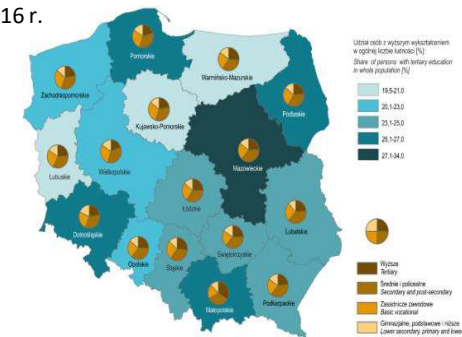 16 r.
Pomorskie
Warmińsko-Mazurskie
Zachodniopomorskie
Podlaskie
Kujawsko-Pomorskie
Mazowieckie
Lubuskie
Wielkopolskie
Łódzkie
Lubelskie
Dolnośląskie
Opolskie
Śląskie
Świętokrzyskie
Małopolskie
Podkarpackie
Udział osób z wyższym wykształceniem
w ogólnej liczbie ludności [%]:
Share of persons with tertiary education
in whole population [%]
19,5-21,0
20,1-23,0
23,1-25,0
25,1-27,0
27,1-34,0
Wyższe
Tertiary
Średnie i policealne
Secondary and post-secondary
Zasadnicze zawodowe
Basic vocational
Gimnazjalne, podstawowe i niższe
Lower secondary, primary and lowe